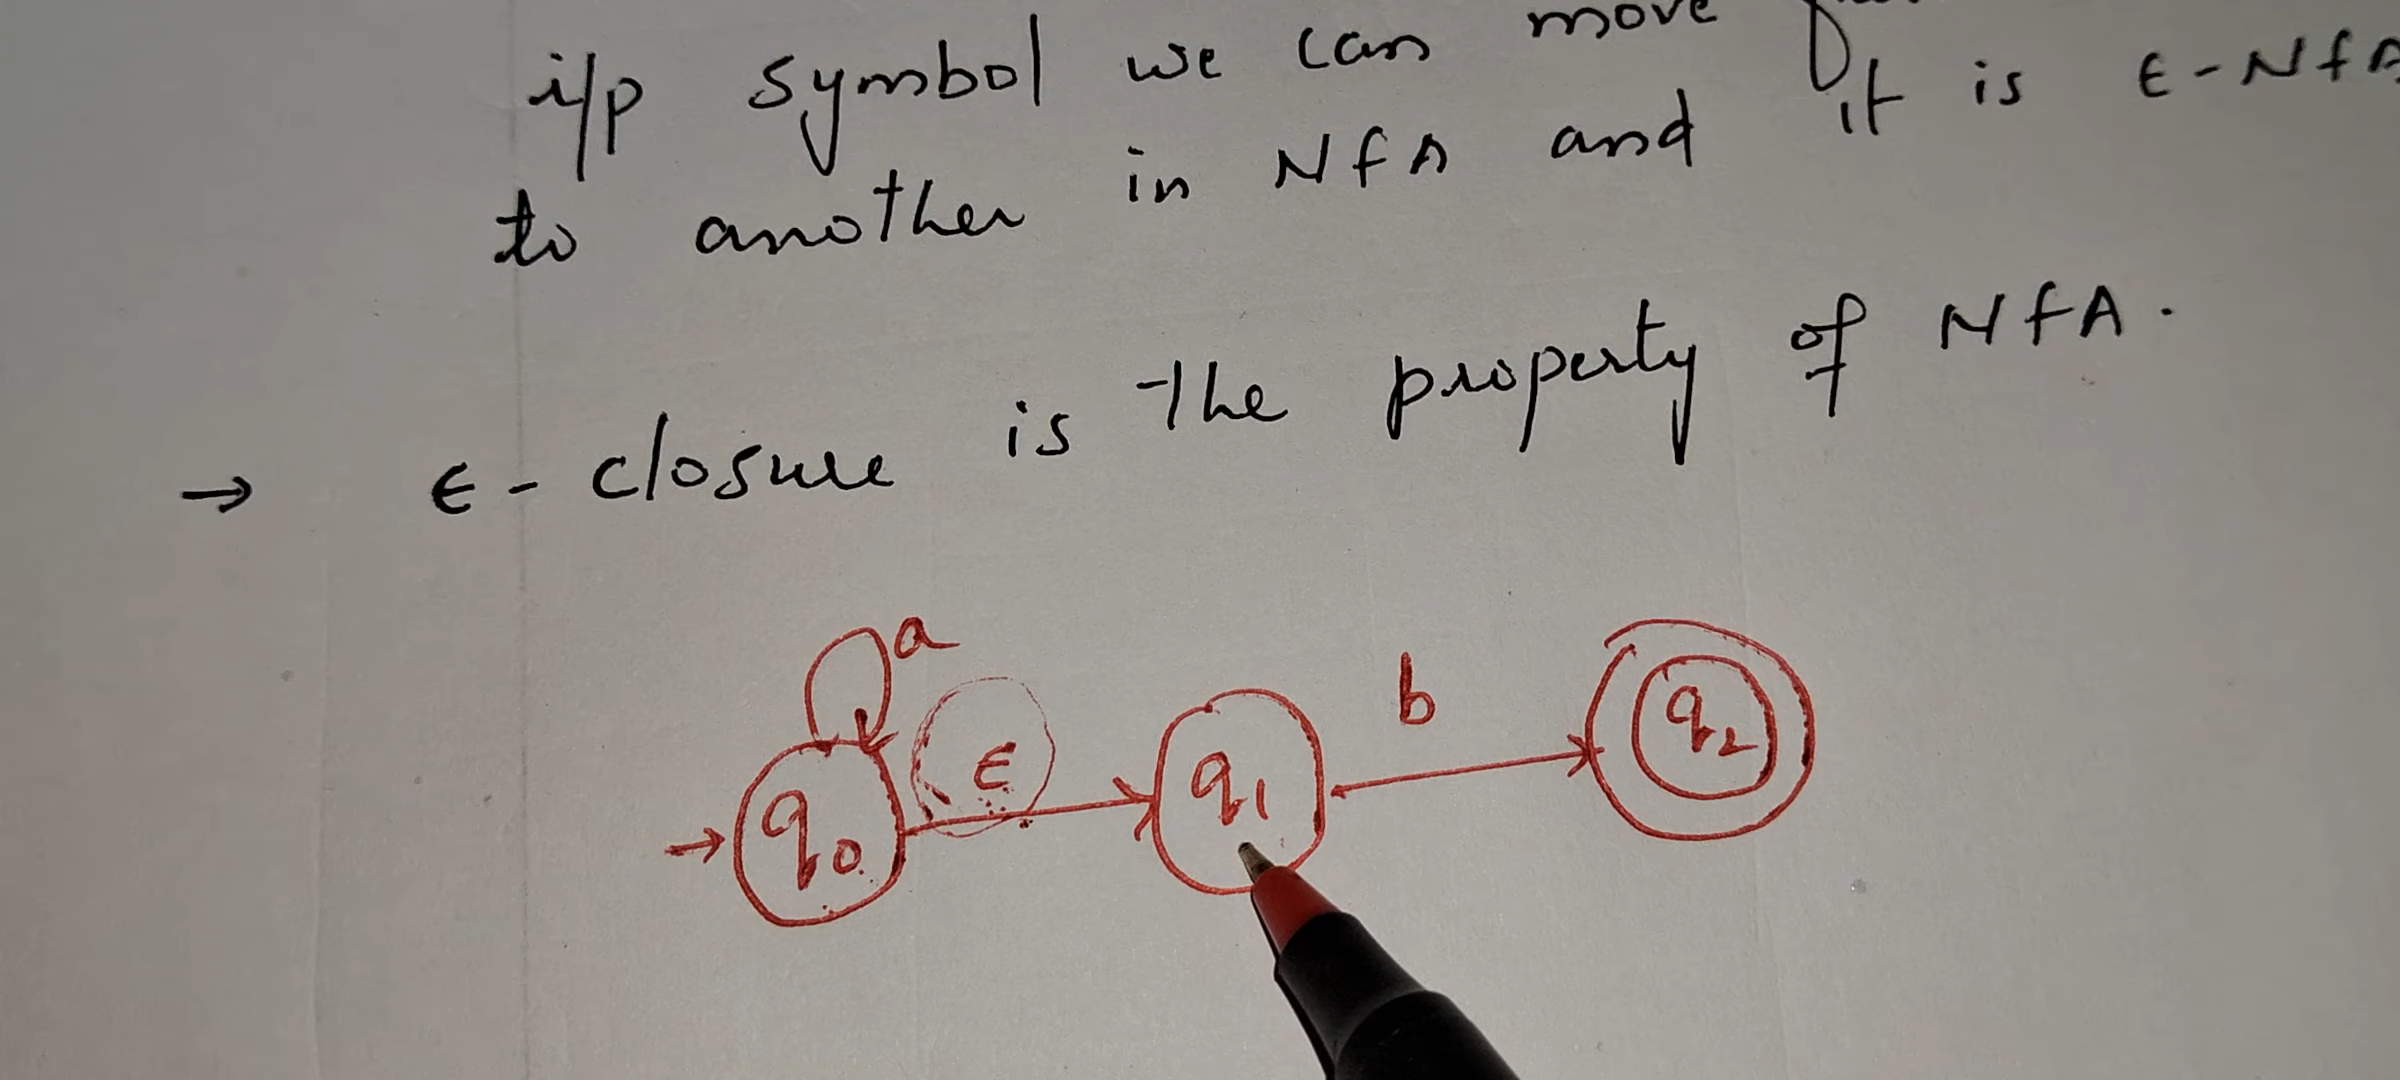 i/p symbol we can move
to another in NFA and it is ε-NFA
→ ε-closure is the property of NFA.
a
ε b
→ q0 q1 q2